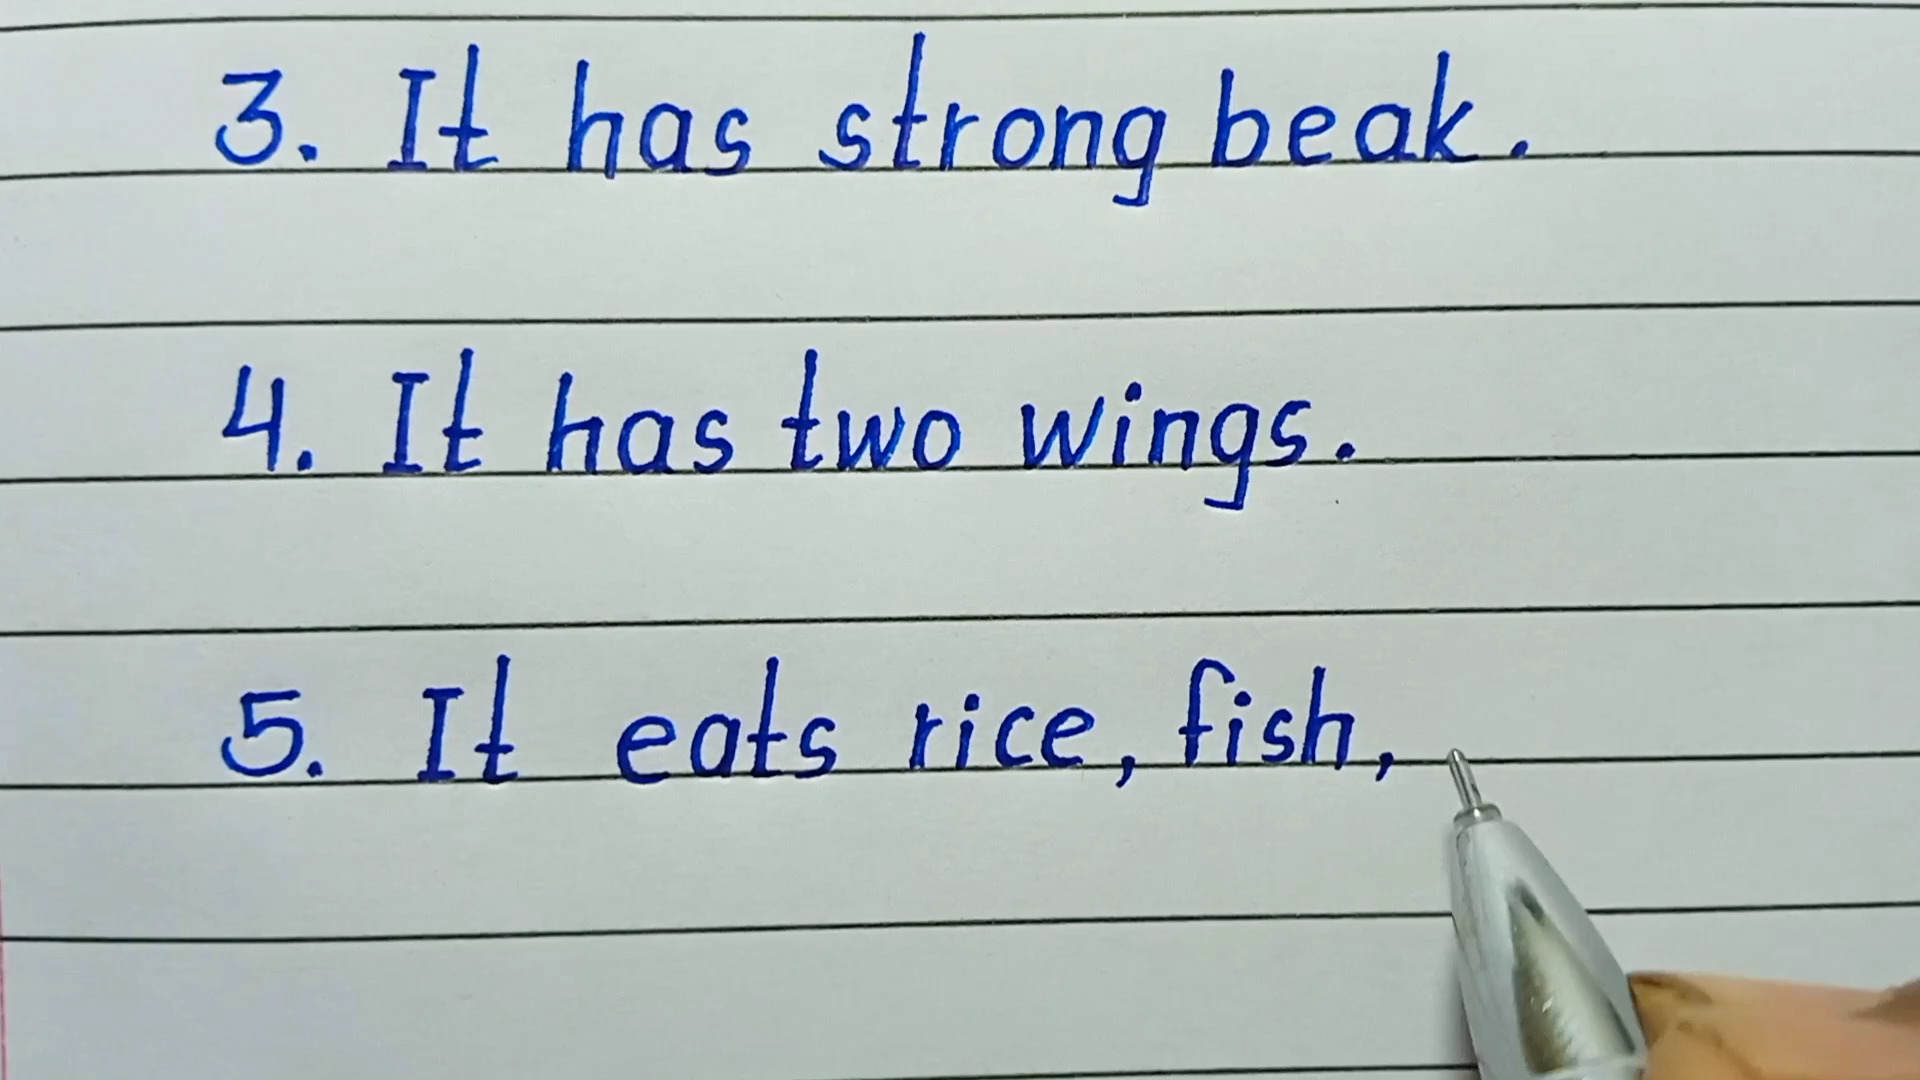 3. It has strong beak.
4. It has two wings.
5. It eats rice, fish,